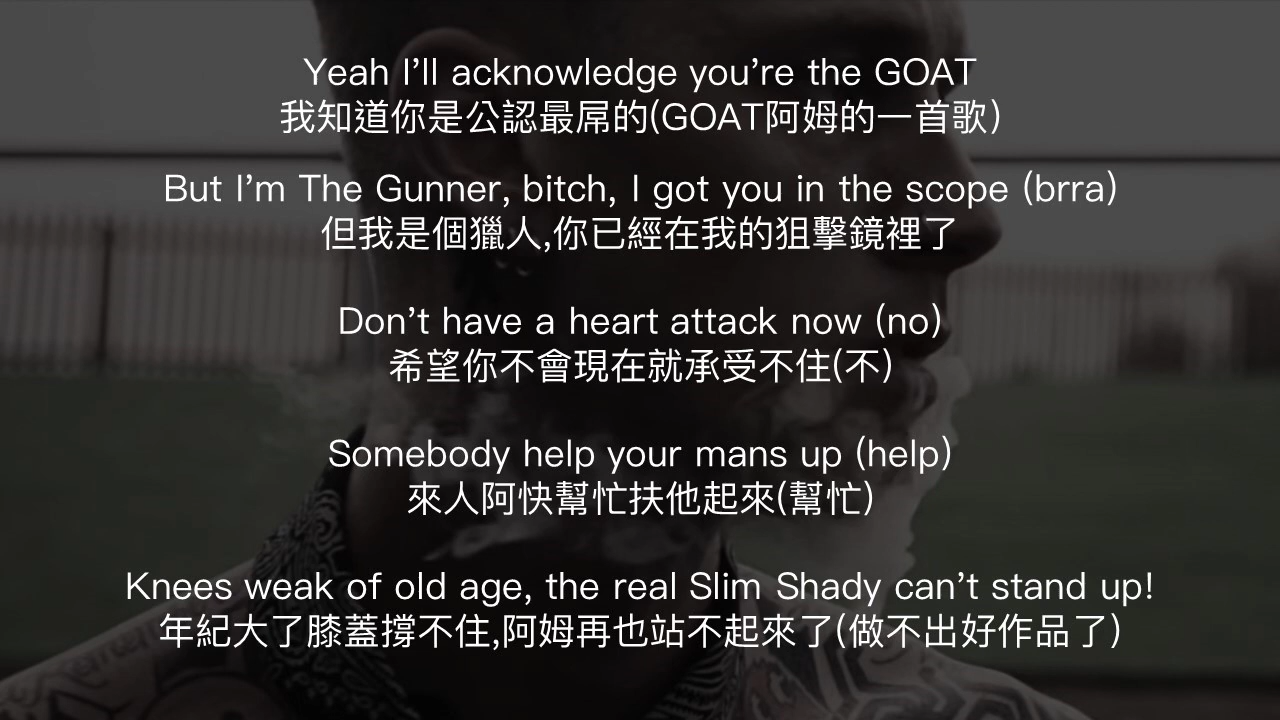 Yeah I’ll acknowledge you’re the GOAT
我知道你是公認最屌的(GOAT阿姆的一首歌)
But I’m The Gunner, bitch, I got you in the scope (brra)
但我是個獵人,你已經在我的狙擊鏡裡了
Don’t have a heart attack now (no)
希望你不會現在就承受不住(不)
Somebody help your mans up (help)
來人阿快幫忙扶他起來(幫忙)
Knees weak of old age, the real Slim Shady can’t stand up!
年紀大了膝蓋撐不住,阿姆再也站不起來了(做不出好作品了)